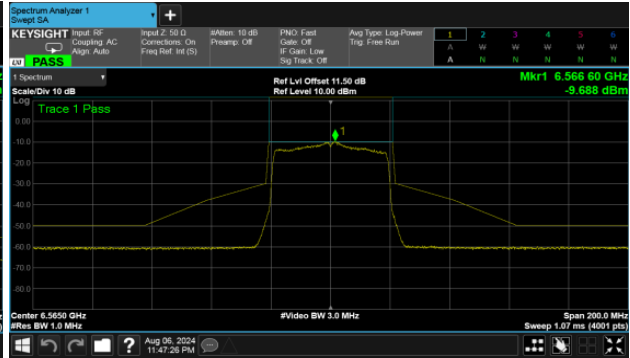 Spectrum Analyzer 1
Swept SA
KEYSIGHT Input: RF Input Z: 50 Ω #Atten: 10 dB PNO: Fast Avg Type: Log-Power 1 2 3 4 5 6
Coupling: AC Corrections: On Preamp: Off Gate: Off Trig: Free Run A W W W W W
Align: Auto Freq Ref: Int (S) IF Gain: Low
EXT PASS Sig Track: Off A N N N N N
1 Spectrum Ref Lvl Offset 11.50 dB Mkr1 6.566 60 GHz
Scale/Div 10 dB Ref Level 10.00 dBm -9.688 dBm
Log
Trace 1 Pass
0.00
1
-10.0
-20.0
-30.0
-40.0
-50.0
-60.0
-70.0
-80.0
Center 6.5650 GHz #Video BW 3.0 MHz Span 200.0 MHz
#Res BW 1.0 MHz Sweep 1.07 ms (4001 pts)
? Aug 06, 2024
11:47:26 PM